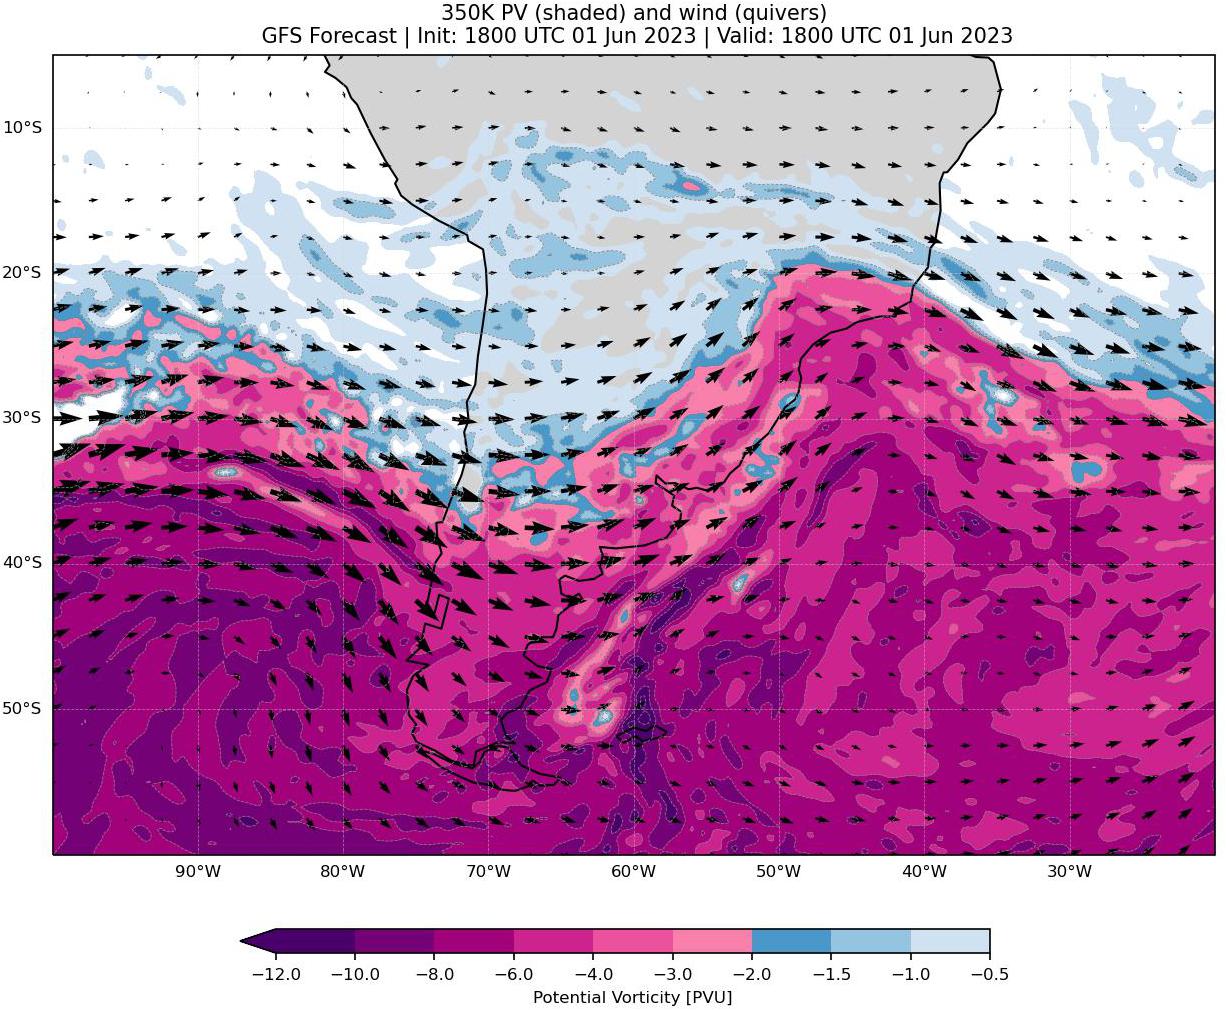 350K PV (shaded) and wind (quivers)
GFS Forecast | Init: 1800 UTC 01 Jun 2023 | Valid: 1800 UTC 01 Jun 2023
10°S
20°S
30°S
40°S
50°S
90°W 80°W 70°W 60°W 50°W 40°W 30°W
−12.0 −10.0 −8.0 −6.0 −4.0 −3.0 −2.0 −1.5 −1.0 −0.5
Potential Vorticity [PVU]